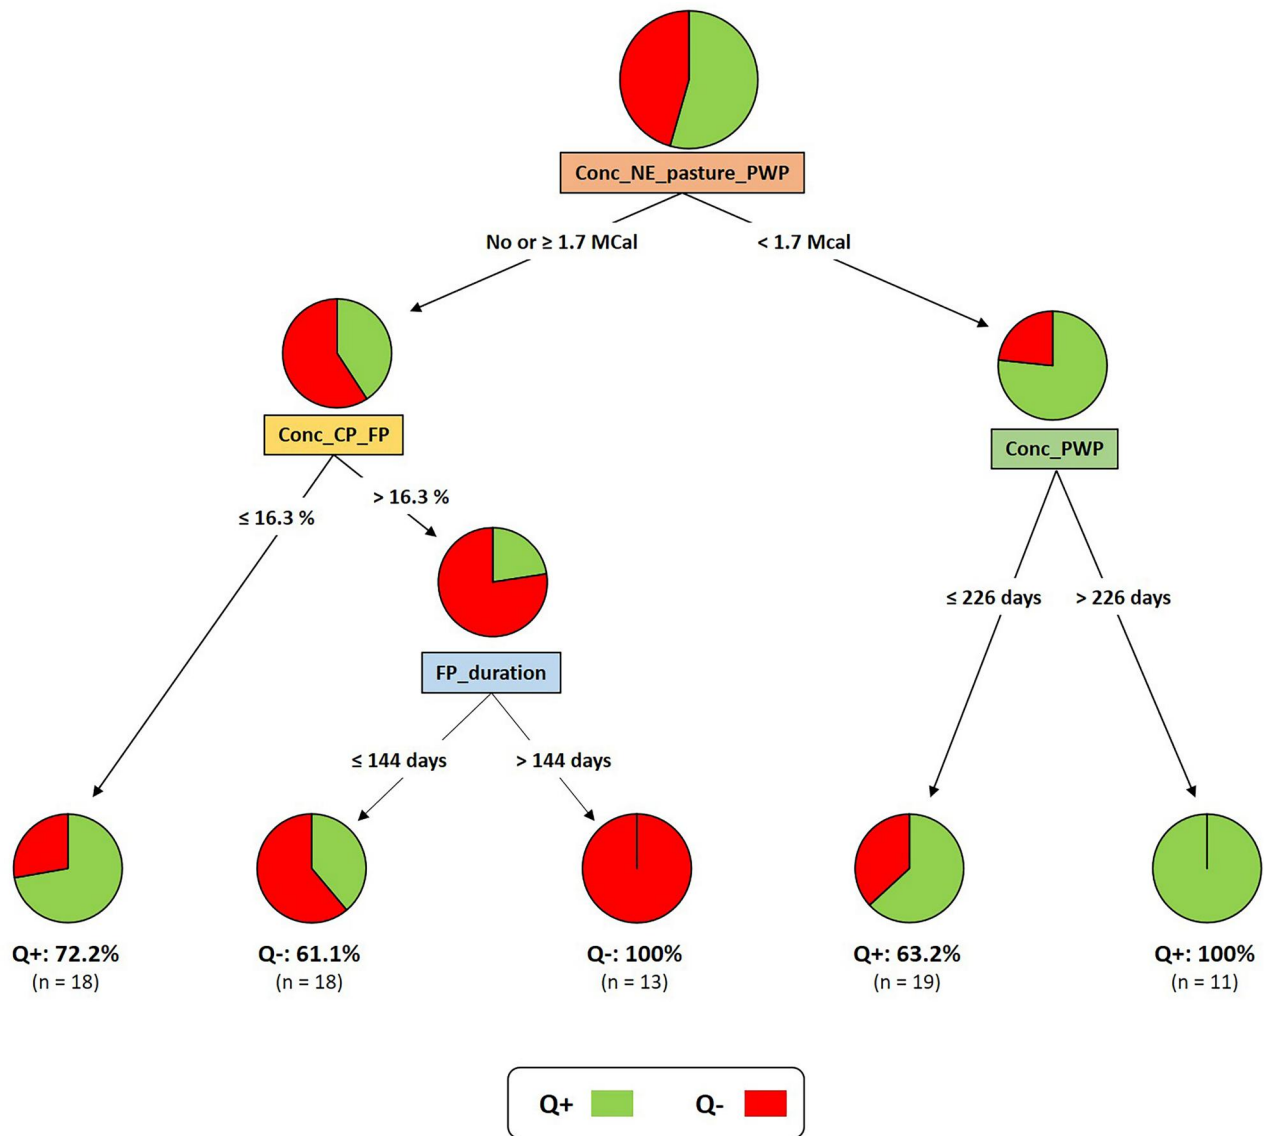 Conc_NE_pasture_PWP
No or ≥ 1.7 MCal
< 1.7 Mcal
Conc_CP_FP
Conc_PWP
≤ 16.3 %
> 16.3 %
≤ 226 days
> 226 days
FP_duration
≤ 144 days
> 144 days
Q+: 72.2%
(n = 18)
Q-: 61.1%
(n = 18)
Q-: 100%
(n = 13)
Q+: 63.2%
(n = 19)
Q+: 100%
(n = 11)
Q+
Q-